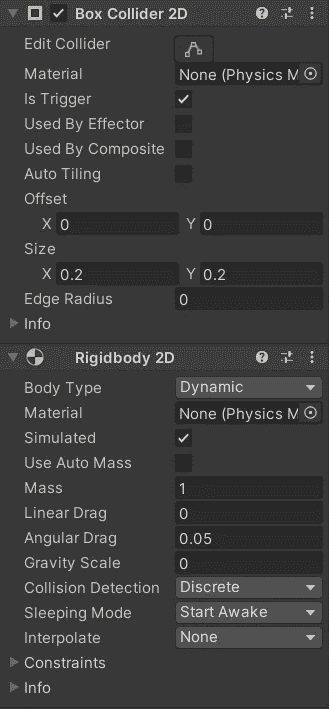 Box Collider 2D
Edit Collider
Material None (Physics M
Is Trigger
Used By Effector
Used By Composite
Auto Tiling
Offset
X 0 Y 0
Size
X 0.2 Y 0.2
Edge Radius 0
Info
Rigidbody 2D
Body Type Dynamic
Material None (Physics M
Simulated
Use Auto Mass
Mass 1
Linear Drag 0
Angular Drag 0.05
Gravity Scale 0
Collision Detection Discrete
Sleeping Mode Start Awake
Interpolate None
Constraints
Info